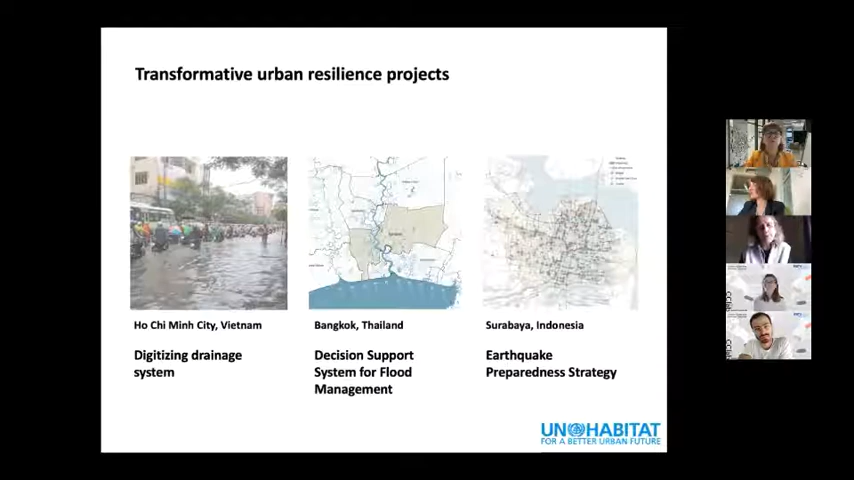 Transformative urban resilience projects
Ho Chi Minh City, Vietnam
Digitizing drainage
system
Bangkok, Thailand
Decision Support
System for Flood
Management
Surabaya, Indonesia
Earthquake
Preparedness Strategy
UN HABITAT
FOR A BETTER URBAN FUTURE